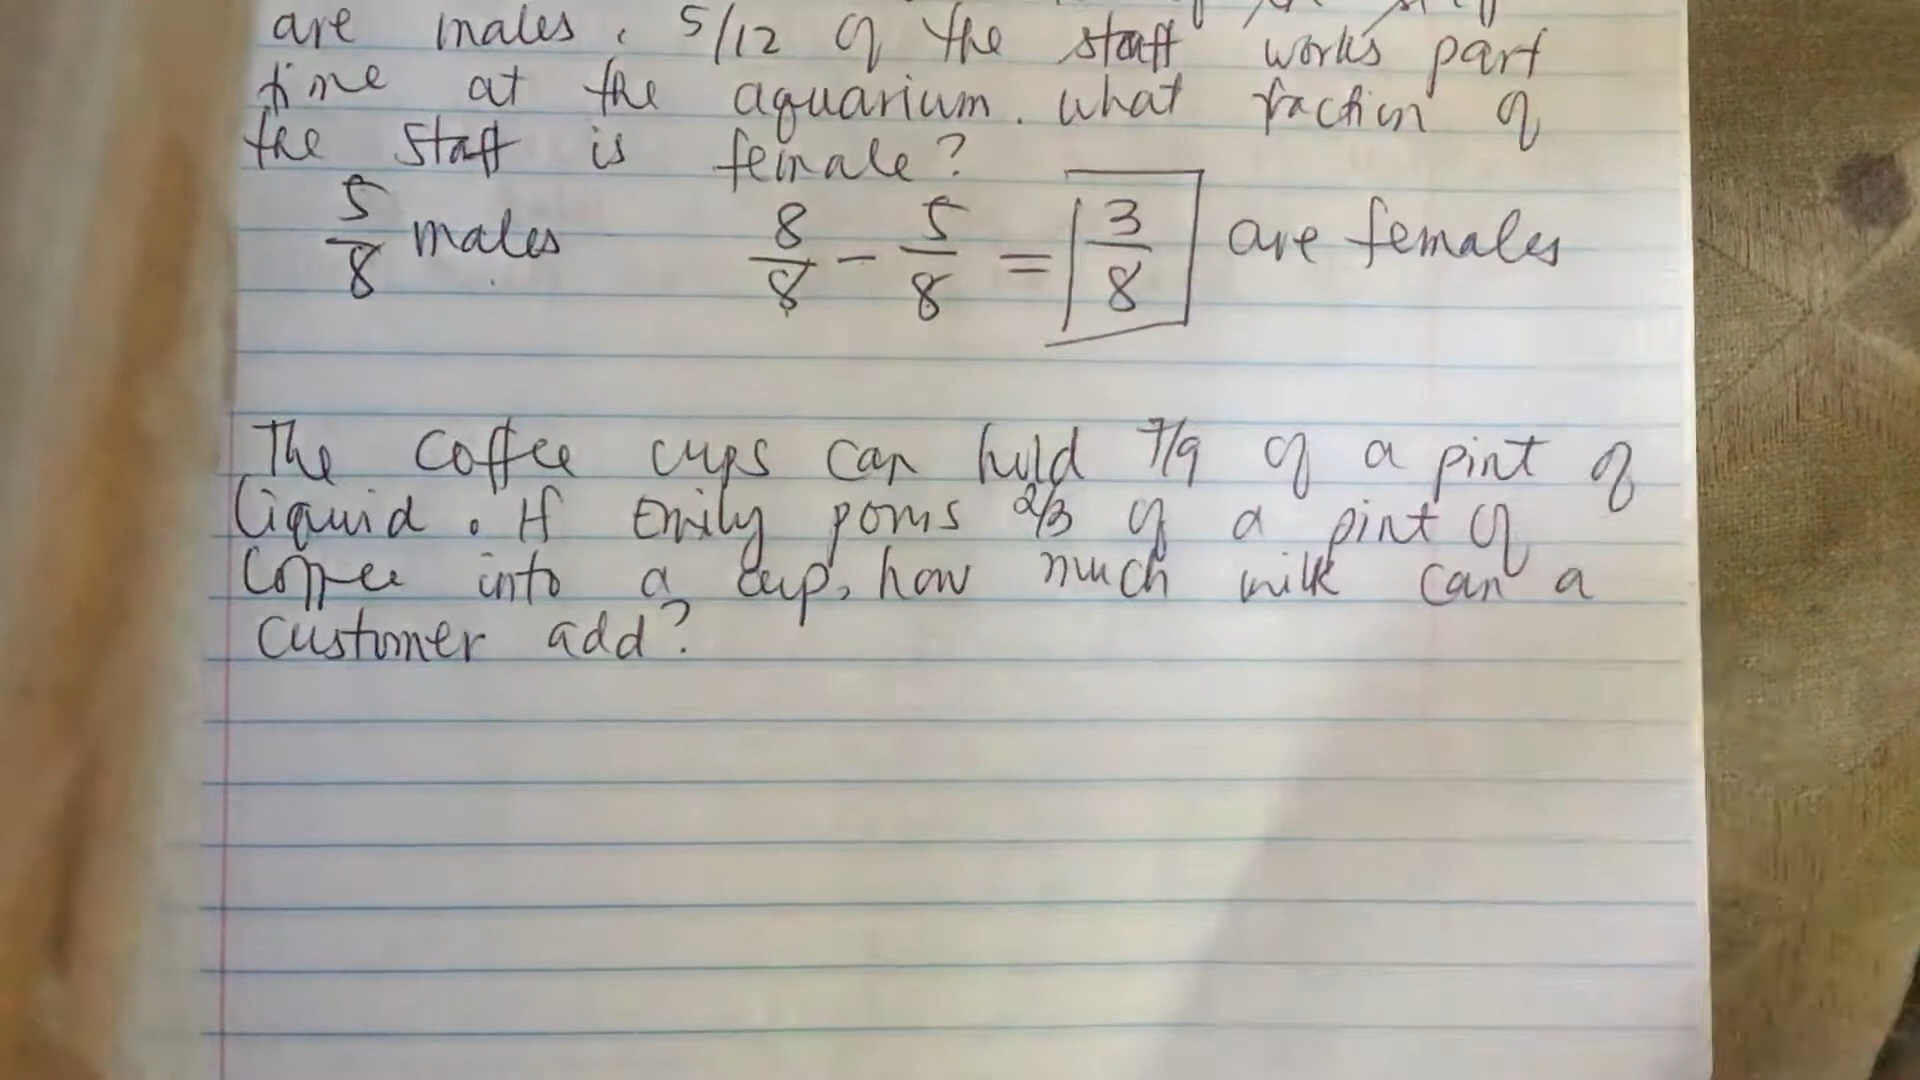 are males. 5/12 of the staff works part
time at the aquarium. what fraction of
the staff is female?
5/8 males 8/8 - 5/8 = 3/8 are females
The coffee cups can hold 7/9 of a pint of
liquid. If Emily pours 2/3 of a pint of
Coffee into a cup, how much milk can a
customer add?